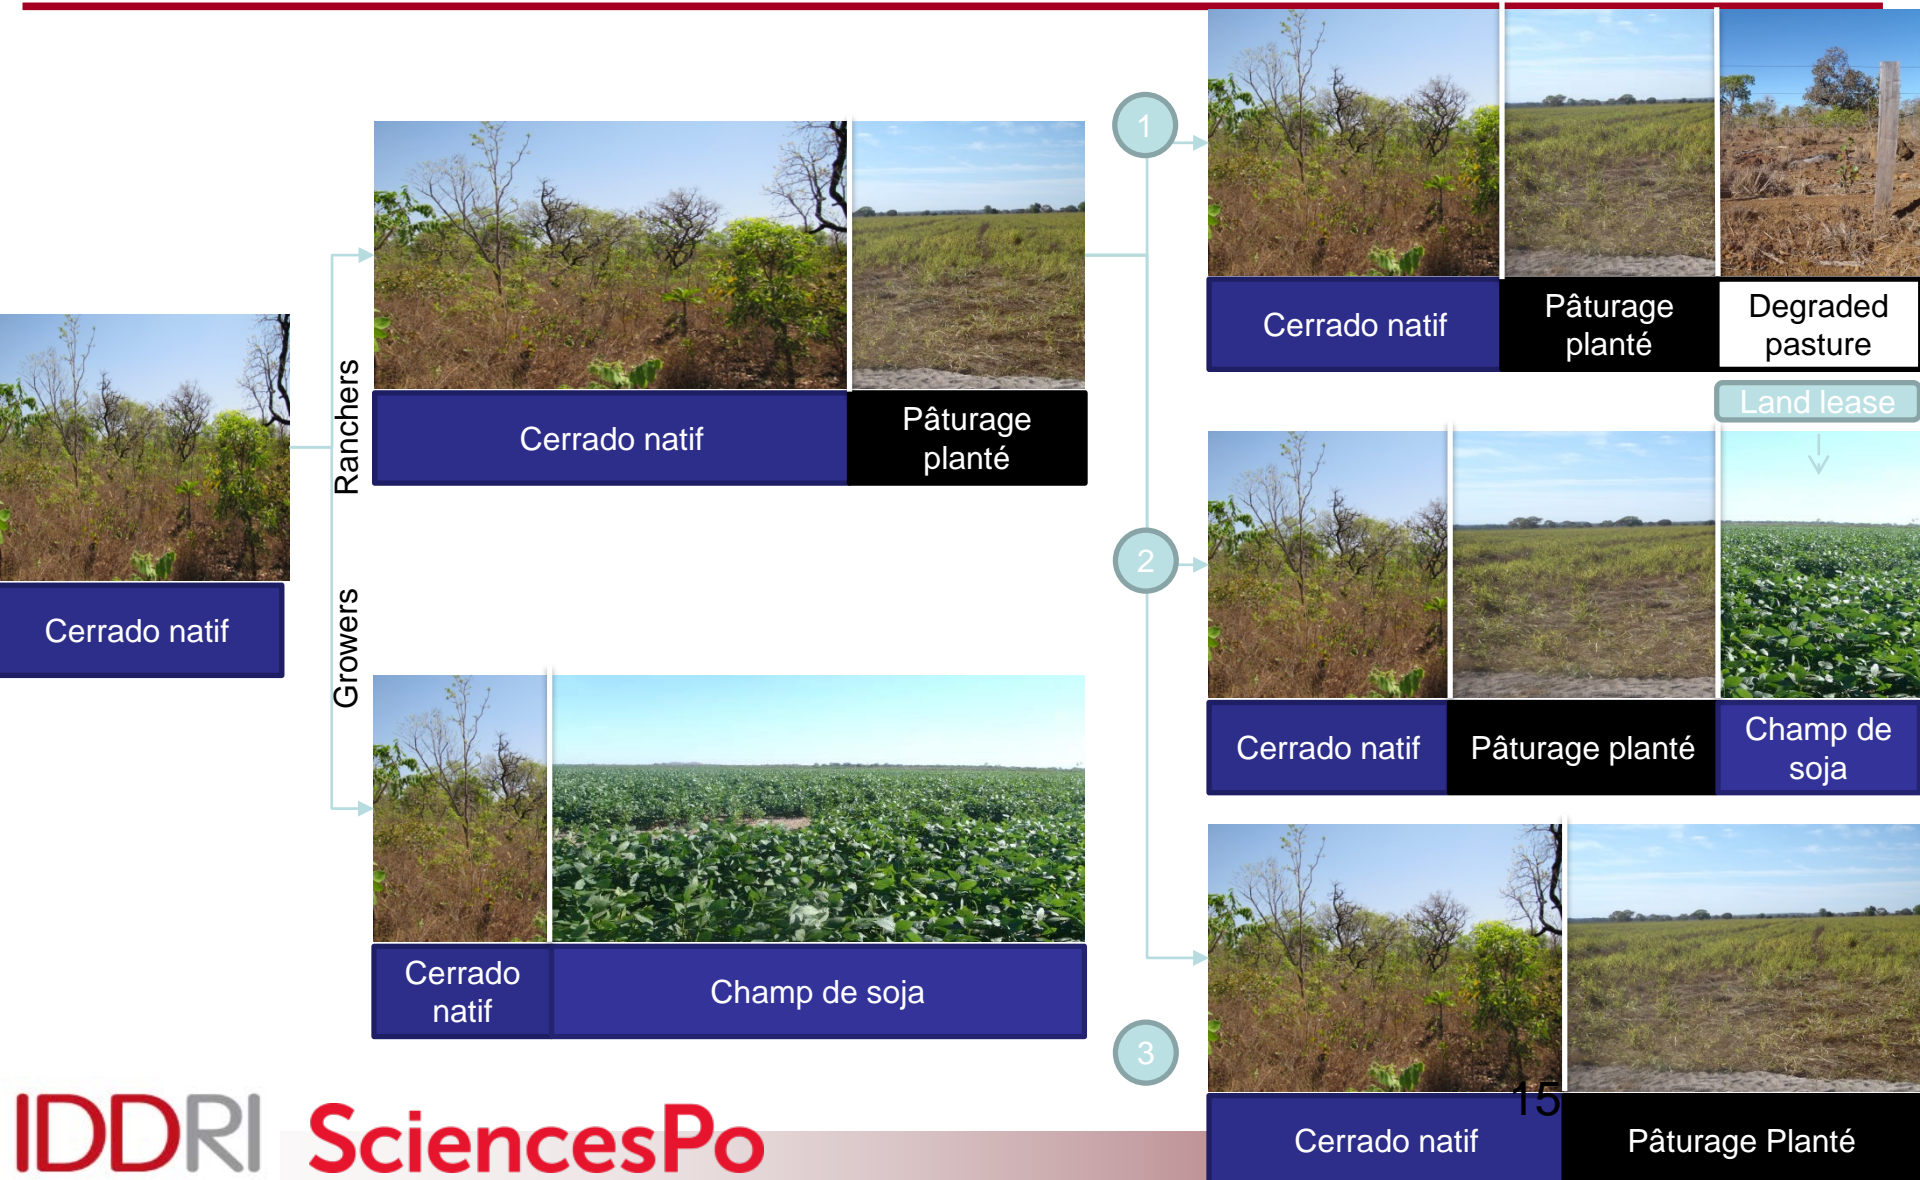 Cerrado natif
Ranchers
Growers
Cerrado natif
Pâturage
planté
Cerrado
natif
Champ de soja
1
Cerrado natif
Pâturage
planté
Degraded
pasture
Land lease
2
Cerrado natif
Pâturage planté
Champ de
soja
3
Cerrado natif
Pâturage Planté
15
IDDRI SciencesPo